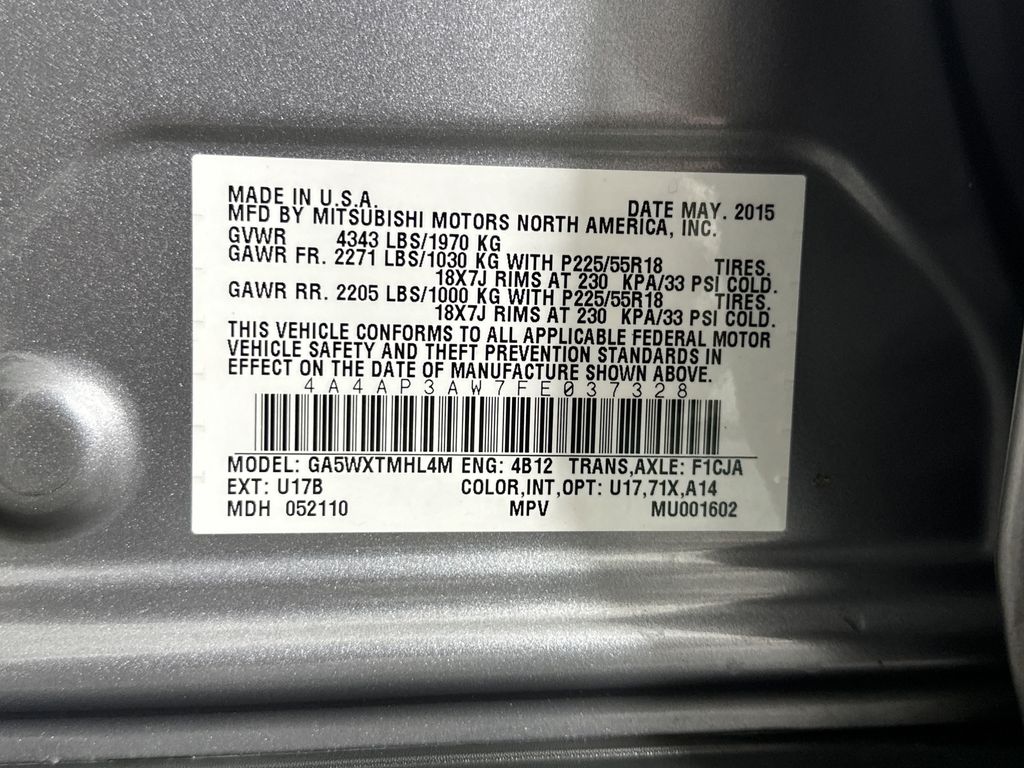 MADE IN U.S.A. DATE MAY. 2015
MFD BY MITSUBISHI MOTORS NORTH AMERICA, INC.
GVWR 4343 LBS/1970 KG
GAWR FR. 2271 LBS/1030 KG WITH P225/55R18 TIRES.
18X7J RIMS AT 230 KPA/33 PSI COLD.
GAWR RR. 2205 LBS/1000 KG WITH P225/55R18 TIRES.
18X7J RIMS AT 230 KPA/33 PSI COLD.
THIS VEHICLE CONFORMS TO ALL APPLICABLE FEDERAL MOTOR
VEHICLE SAFETY AND THEFT PREVENTION STANDARDS IN
EFFECT ON THE DATE OF MANUFACTURE SHOWN ABOVE.
4A4AP3AW7FE037328
MODEL: GA5WXTMHL4M ENG: 4B12 TRANS,AXLE: F1CJA
EXT: U17B COLOR,INT,OPT: U17,71X,A14
MDH 052110 MPV MU001602